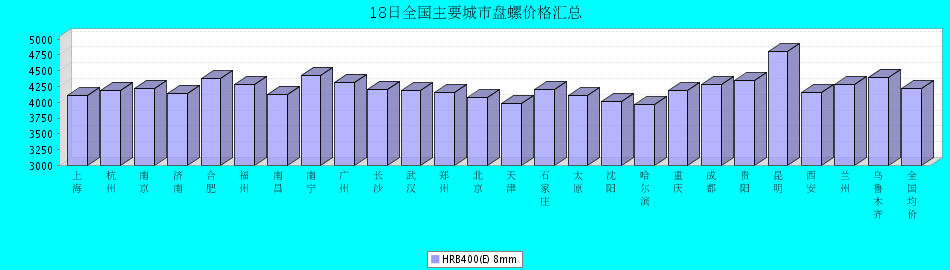 18日全国主要城市盘螺价格汇总
5000
4750
4500
4250
4000
3750
3500
3250
3000
上海
杭州
南京
济南
合肥
福州
南昌
南宁
广州
长沙
武汉
郑州
北京
天津
石家庄
太原
沈阳
哈尔滨
重庆
成都
贵阳
昆明
西安
兰州
乌鲁木齐
全国均价
HRB400(E) 8mm